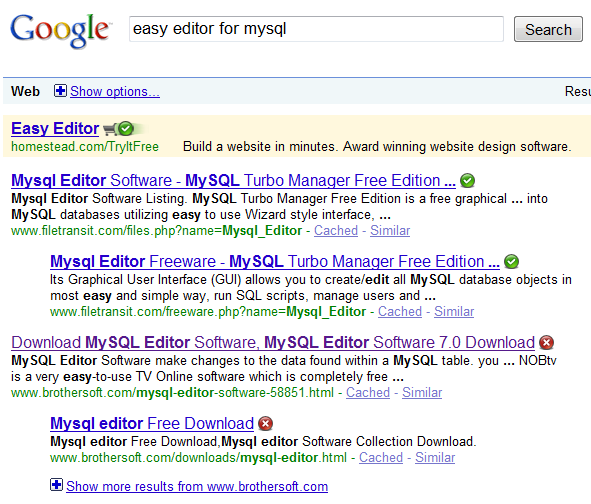 Google
easy editor for mysql
Search
Web Show options...
Resu
Easy Editor
homestead.com/TryItFree Build a website in minutes. Award winning website design software.
Mysql Editor Software - MySQL Turbo Manager Free Edition ...
Mysql Editor Software Listing. MySQL Turbo Manager Free Edition is a free graphical ... into
MySQL databases utilizing easy to use Wizard style interface, ...
www.filetransit.com/files.php?name=Mysql_Editor - Cached - Similar
Mysql Editor Freeware - MySQL Turbo Manager Free Edition ...
Its Graphical User Interface (GUI) allows you to create/edit all MySQL database objects in
most easy and simple way, run SQL scripts, manage users and ...
www.filetransit.com/freeware.php?name=Mysql_Editor - Cached - Similar
Download MySQL Editor Software, MySQL Editor Software 7.0 Download
MySQL Editor Software make changes to the data found within a MySQL table. you ... NOBtv
is a very easy-to-use TV Online software which is completely free ...
www.brothersoft.com/mysql-editor-software-58851.html - Cached - Similar
Mysql editor Free Download
Mysql editor Free Download,Mysql editor Software Collection Download.
www.brothersoft.com/downloads/mysql-editor.html - Cached - Similar
Show more results from www.brothersoft.com